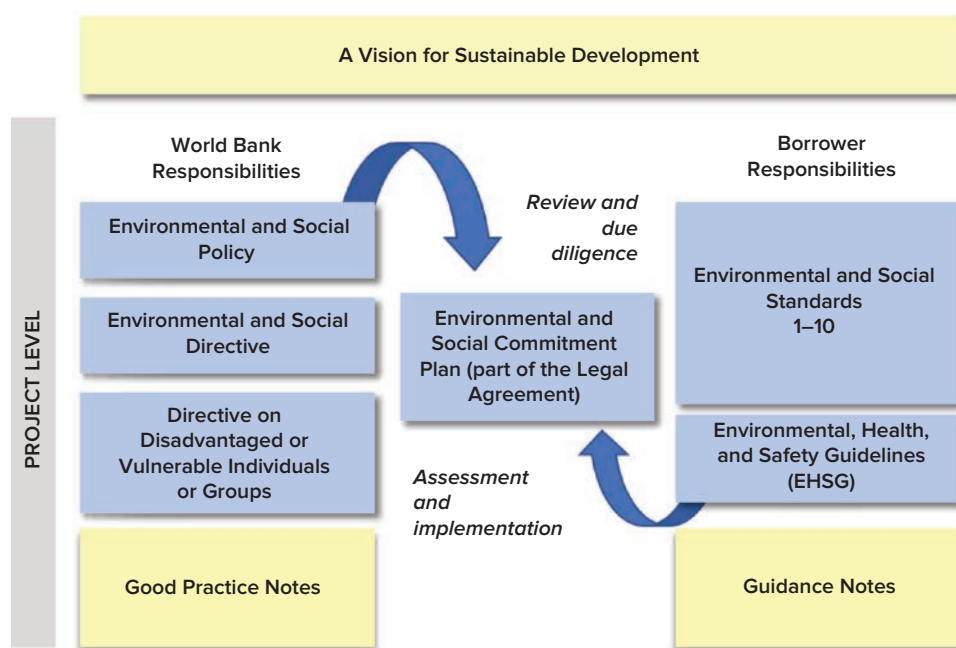 A Vision for Sustainable Development
PROJECT LEVEL
World Bank
Responsibilities
Environmental and Social
Policy
Environmental and Social
Directive
Directive on
Disadvantaged or
Vulnerable Individuals
or Groups
Good Practice Notes
Review and
due
diligence
Environmental and
Social Commitment
Plan (part of the Legal
Agreement)
Assessment
and
implementation
Borrower
Responsibilities
Environmental and Social
Standards
1–10
Environmental, Health,
and Safety Guidelines
(EHSG)
Guidance Notes